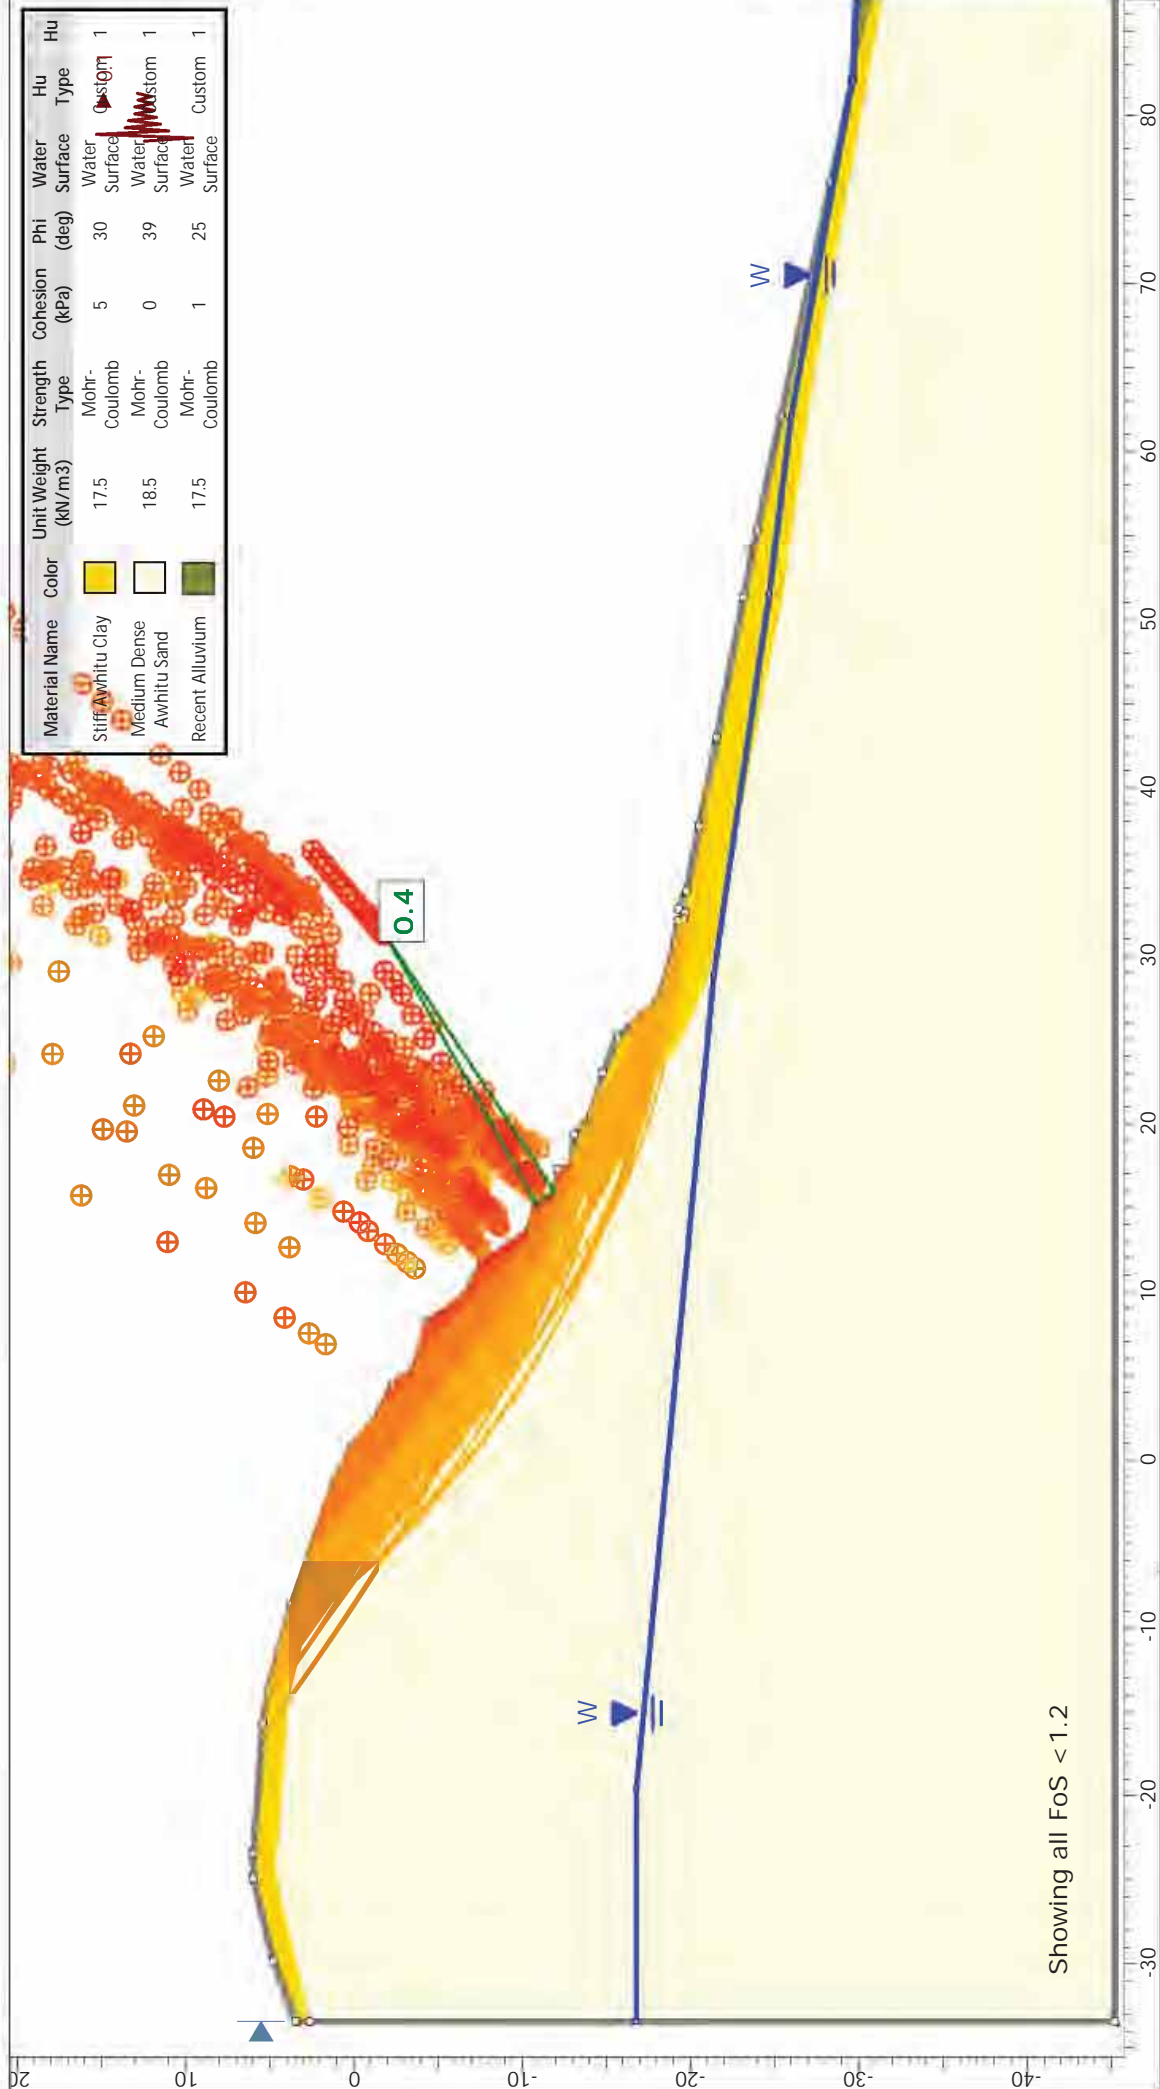 Material Name Color Unit Weight (kN/m3) Strength Type Cohesion (kPa) Phi (deg) Water Surface Hu Type Hu
Stiff Awhitu Clay 17.5 Mohr-Coulomb 5 30 Water Surface Custom 1
Medium Dense Awhitu Sand 18.5 Mohr-Coulomb 0 39 Water Surface Custom 1
Recent Alluvium 17.5 Mohr-Coulomb 1 25 Water Surface Custom 1
0.4
W
W
Showing all FoS < 1.2
20
10
0
-10
-20
-30
-40
-30 -20 -10 0 10 20 30 40 50 60 70 80